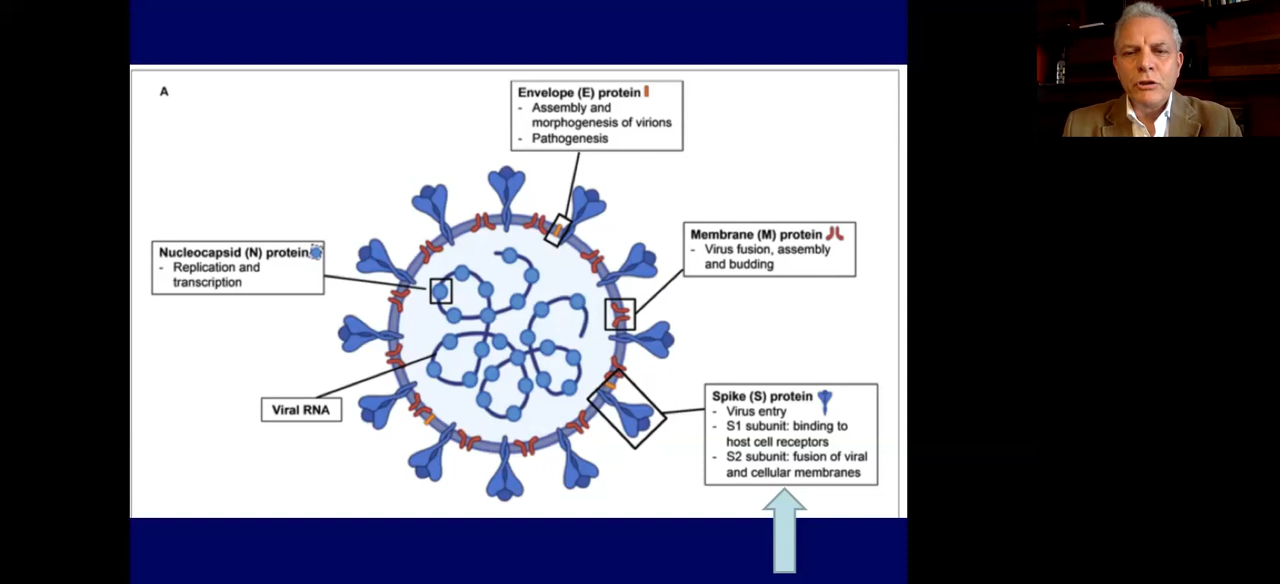 A
Envelope (E) protein
- Assembly and
morphogenesis of virions
- Pathogenesis
Nucleocapsid (N) protein
- Replication and
transcription
Membrane (M) protein
- Virus fusion, assembly
and budding
Viral RNA
Spike (S) protein
- Virus entry
- S1 subunit: binding to
host cell receptors
- S2 subunit: fusion of viral
and cellular membranes